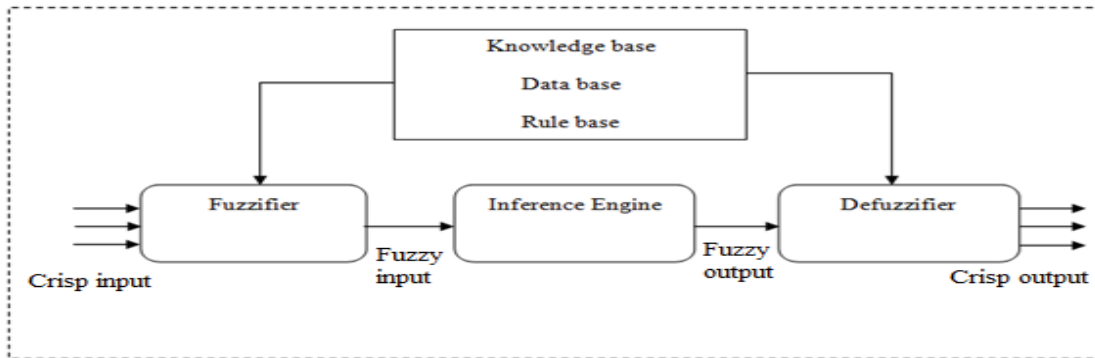 Knowledge base
Data base
Rule base
Fuzzifier
Inference Engine
Defuzzifier
Crisp input
Fuzzy
input
Fuzzy
output
Crisp output